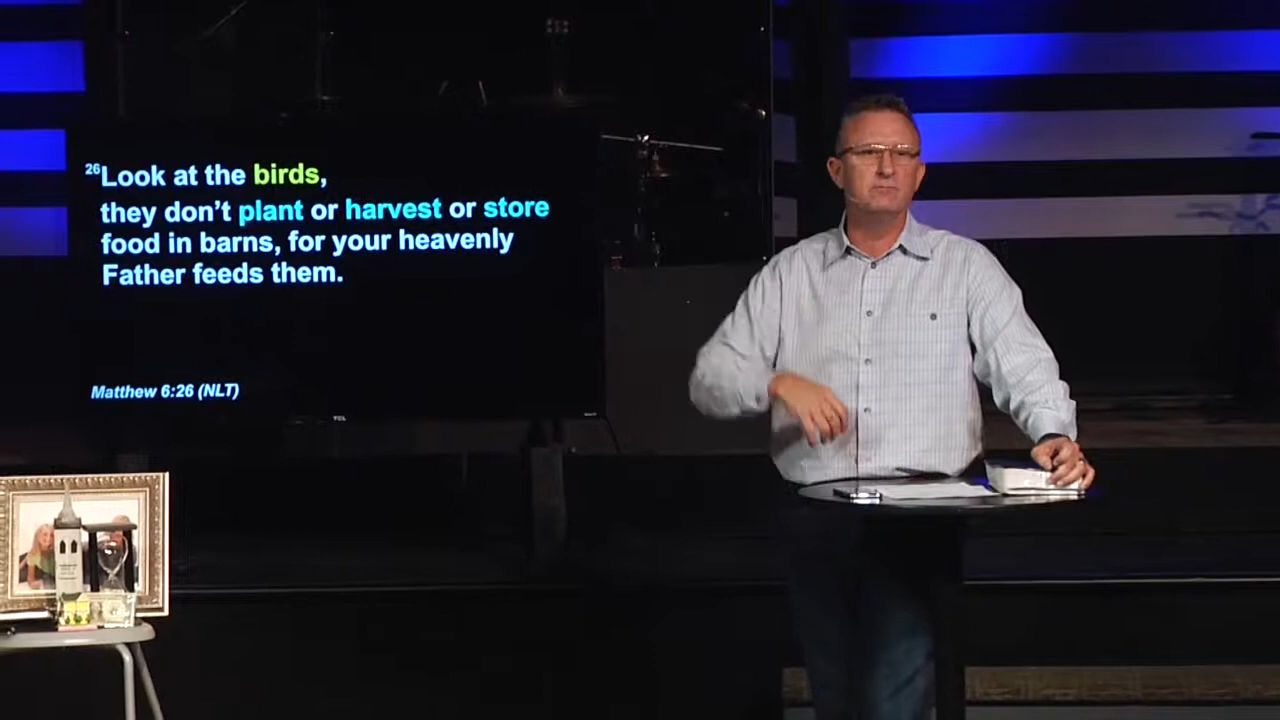 26Look at the birds,
they don't plant or harvest or store
food in barns, for your heavenly
Father feeds them.
Matthew 6:26 (NLT)
TCL